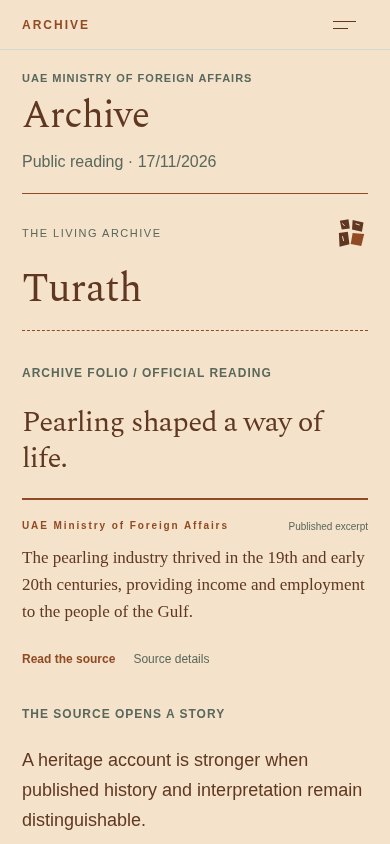 ARCHIVE
UAE MINISTRY OF FOREIGN AFFAIRS
Archive
Public reading · 17/11/2026
THE LIVING ARCHIVE
Turath
ARCHIVE FOLIO / OFFICIAL READING
Pearling shaped a way of
life.
UAE Ministry of Foreign Affairs
Published excerpt
The pearling industry thrived in the 19th and early
20th centuries, providing income and employment
to the people of the Gulf.
Read the source
Source details
THE SOURCE OPENS A STORY
A heritage account is stronger when
published history and interpretation remain
distinguishable.